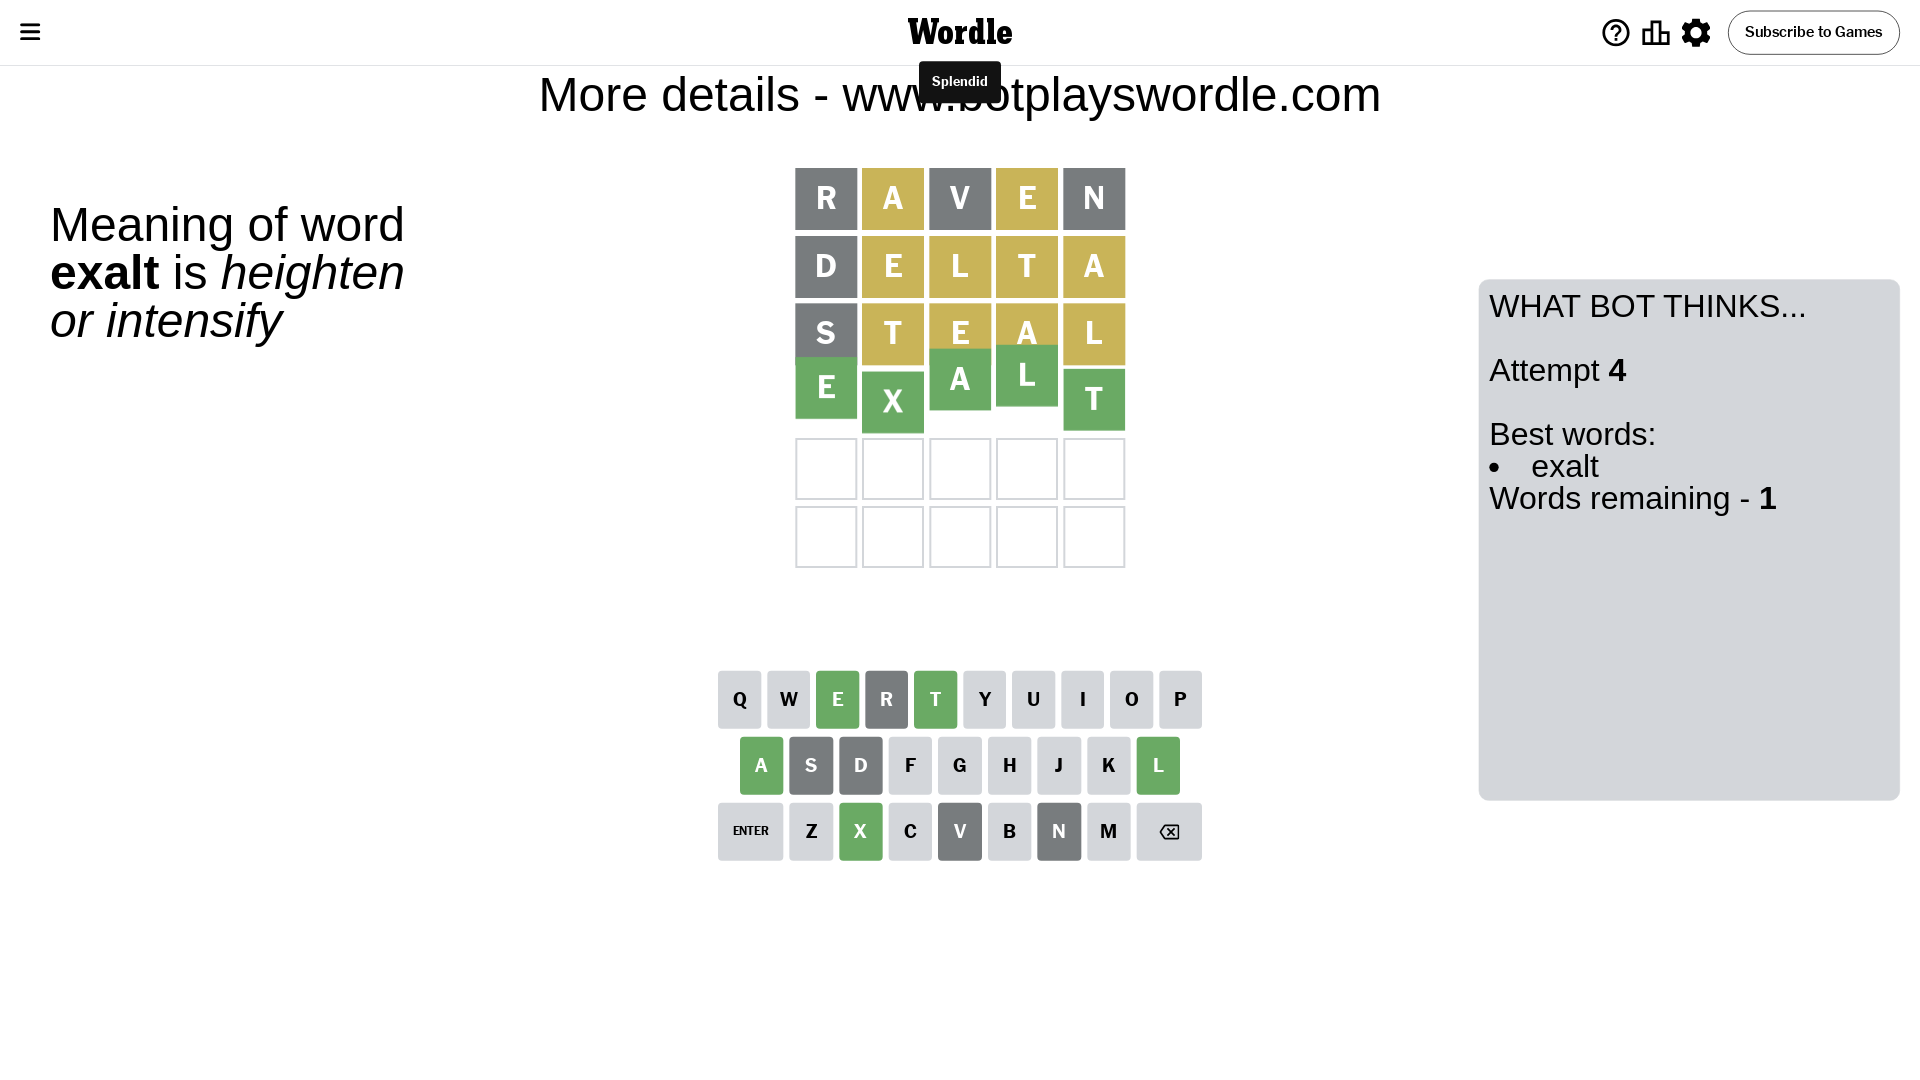 Wordle
Subscribe to Games
Splendid
More details - www.botplayswordle.com
Meaning of word
exalt is heighten
or intensify
R A V E N
D E L T A
S T E A L
E X A L T
WHAT BOT THINKS...
Attempt 4
Best words:
• exalt
Words remaining - 1
Q W E R T Y U I O P
A S D F G H J K L
ENTER Z X C V B N M